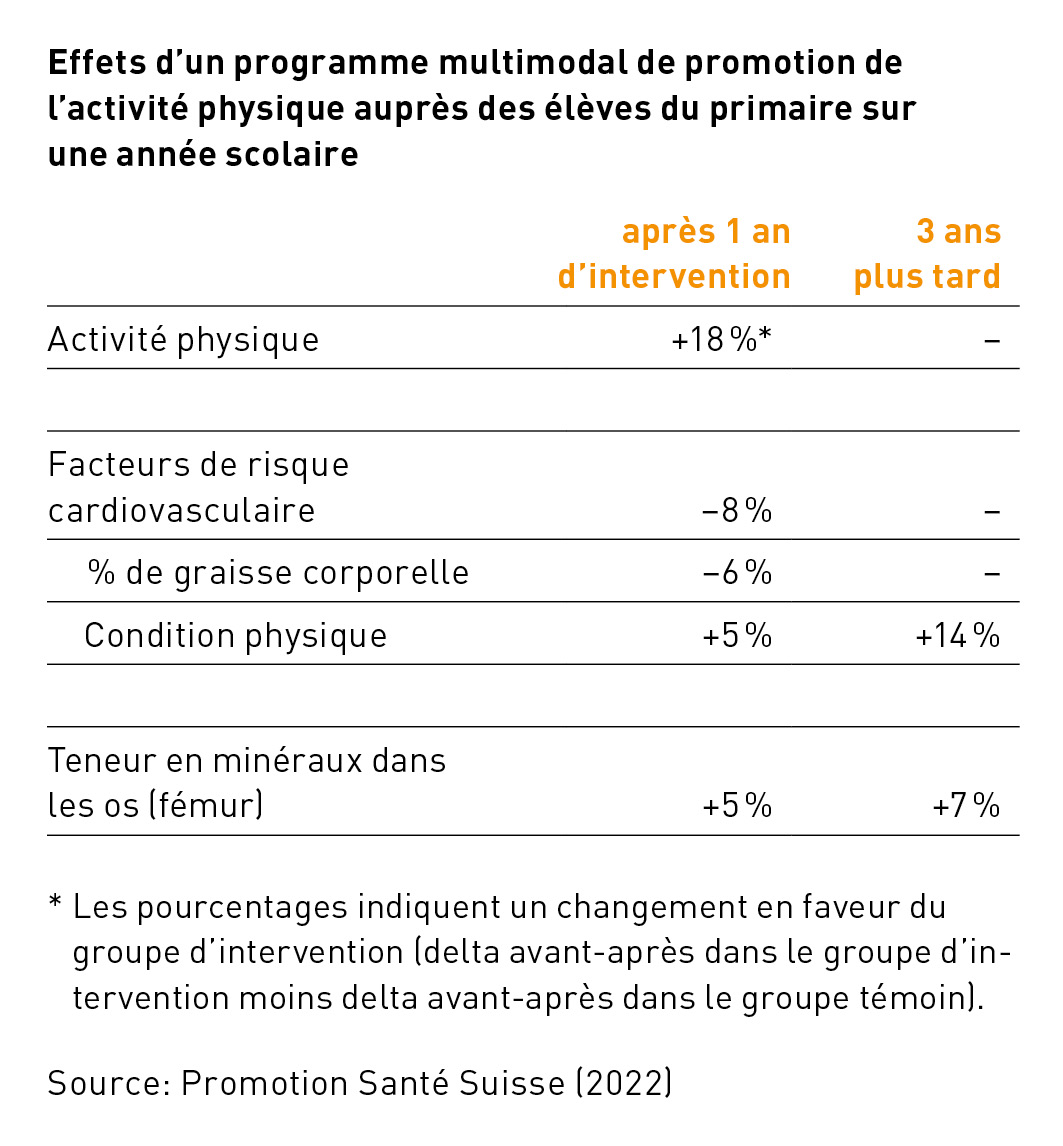 Effets d’un programme multimodal de promotion de
l’activité physique auprès des élèves du primaire sur
une année scolaire
après 1 an
d’intervention
3 ans
plus tard
Activité physique +18 %* –
Facteurs de risque
cardiovasculaire –8 % –
% de graisse corporelle –6 % –
Condition physique +5 % +14 %
Teneur en minéraux dans
les os (fémur) +5 % +7 %
* Les pourcentages indiquent un changement en faveur du
groupe d’intervention (delta avant-après dans le groupe d’in-
tervention moins delta avant-après dans le groupe témoin).
Source: Promotion Santé Suisse (2022)